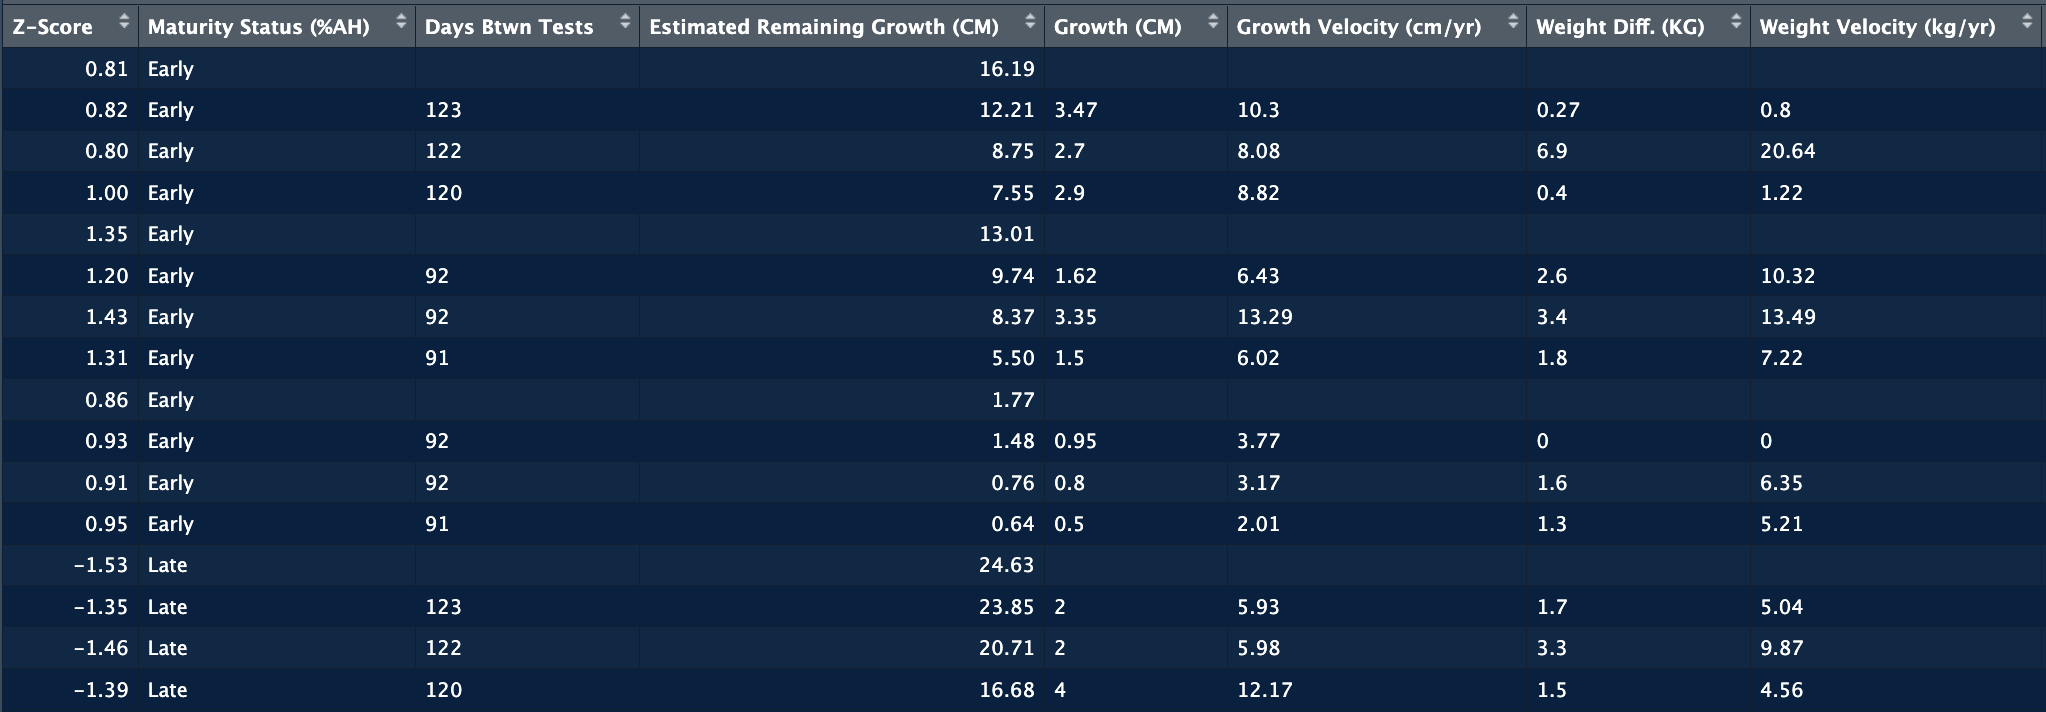 Z-Score Maturity Status (%AH) Days Btwn Tests Estimated Remaining Growth (CM) Growth (CM) Growth Velocity (cm/yr) Weight Diff. (KG) Weight Velocity (kg/yr)
0.81 Early 16.19
0.82 Early 123 12.21 3.47 10.3 0.27 0.8
0.80 Early 122 8.75 2.7 8.08 6.9 20.64
1.00 Early 120 7.55 2.9 8.82 0.4 1.22
1.35 Early 13.01
1.20 Early 92 9.74 1.62 6.43 2.6 10.32
1.43 Early 92 8.37 3.35 13.29 3.4 13.49
1.31 Early 91 5.50 1.5 6.02 1.8 7.22
0.86 Early 1.77
0.93 Early 92 1.48 0.95 3.77 0 0
0.91 Early 92 0.76 0.8 3.17 1.6 6.35
0.95 Early 91 0.64 0.5 2.01 1.3 5.21
−1.53 Late 24.63
−1.35 Late 123 23.85 2 5.93 1.7 5.04
−1.46 Late 122 20.71 2 5.98 3.3 9.87
−1.39 Late 120 16.68 4 12.17 1.5 4.56